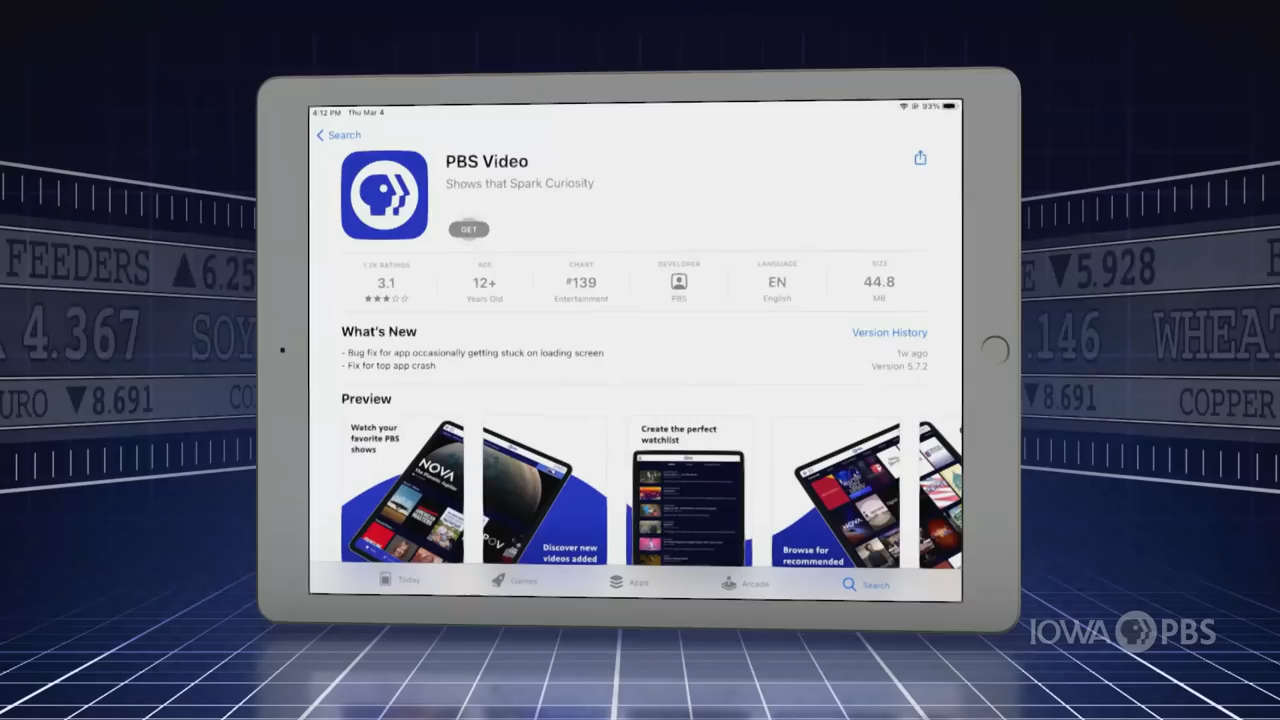 4:12 PM Thu Mar 4
93%
Search
PBS Video
Shows that Spark Curiosity
GET
1.2K RATINGS
3.1
AGE
12+
Years Old
CHART
#139
Entertainment
DEVELOPER
PBS
LANGUAGE
EN
English
SIZE
44.8
MB
What's New
Version History
- Bug fix for app occasionally getting stuck on loading screen
- Fix for top app crash
1w ago
Version 5.7.2
Preview
Watch your
favorite PBS
shows
NOVA
Discover new
videos added
Create the perfect
watchlist
Browse for
recommended
NOVA
Today
Games
Apps
Arcade
Search
FEEDERS ▲6.25
4.367 SOY
URO ▼8.691 CO
▼5.928
.146 WHEAT
▼8.691 COPPER
IOWA PBS